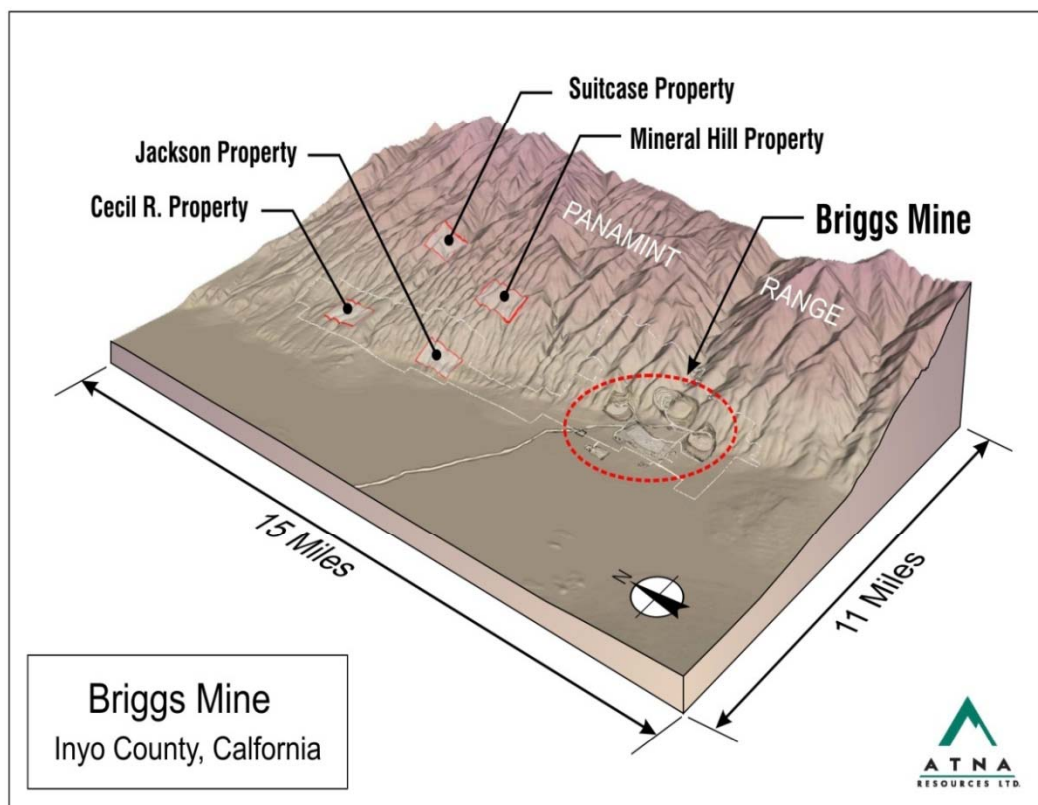 Suitcase Property
Mineral Hill Property
Jackson Property
Cecil R. Property
Briggs Mine
PANAMINT
RANGE
15 Miles
N
11 Miles
Briggs Mine
Inyo County, Calfornia
ATNA
RESOURCES LTD.